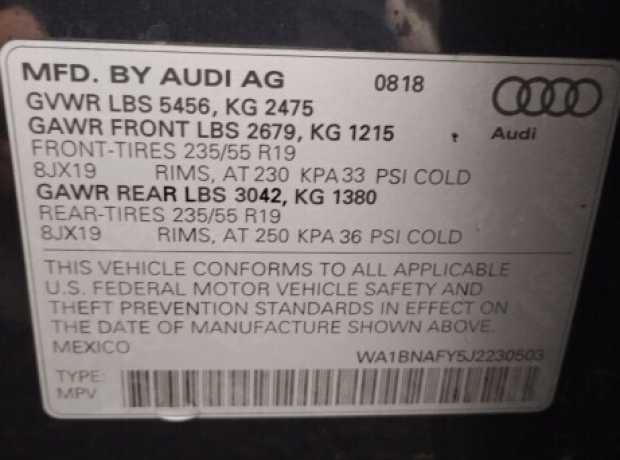 MFD. BY AUDI AG 0818
GVWR LBS 5456, KG 2475
GAWR FRONT LBS 2679, KG 1215
Audi
FRONT-TIRES 235/55 R19
8JX19 RIMS, AT 230 KPA 33 PSI COLD
GAWR REAR LBS 3042, KG 1380
REAR-TIRES 235/55 R19
8JX19 RIMS, AT 250 KPA 36 PSI COLD
THIS VEHICLE CONFORMS TO ALL APPLICABLE
U.S. FEDERAL MOTOR VEHICLE SAFETY AND
THEFT PREVENTION STANDARDS IN EFFECT ON
THE DATE OF MANUFACTURE SHOWN ABOVE.
MEXICO WA1BNAFY5J2230503
TYPE:
MPV